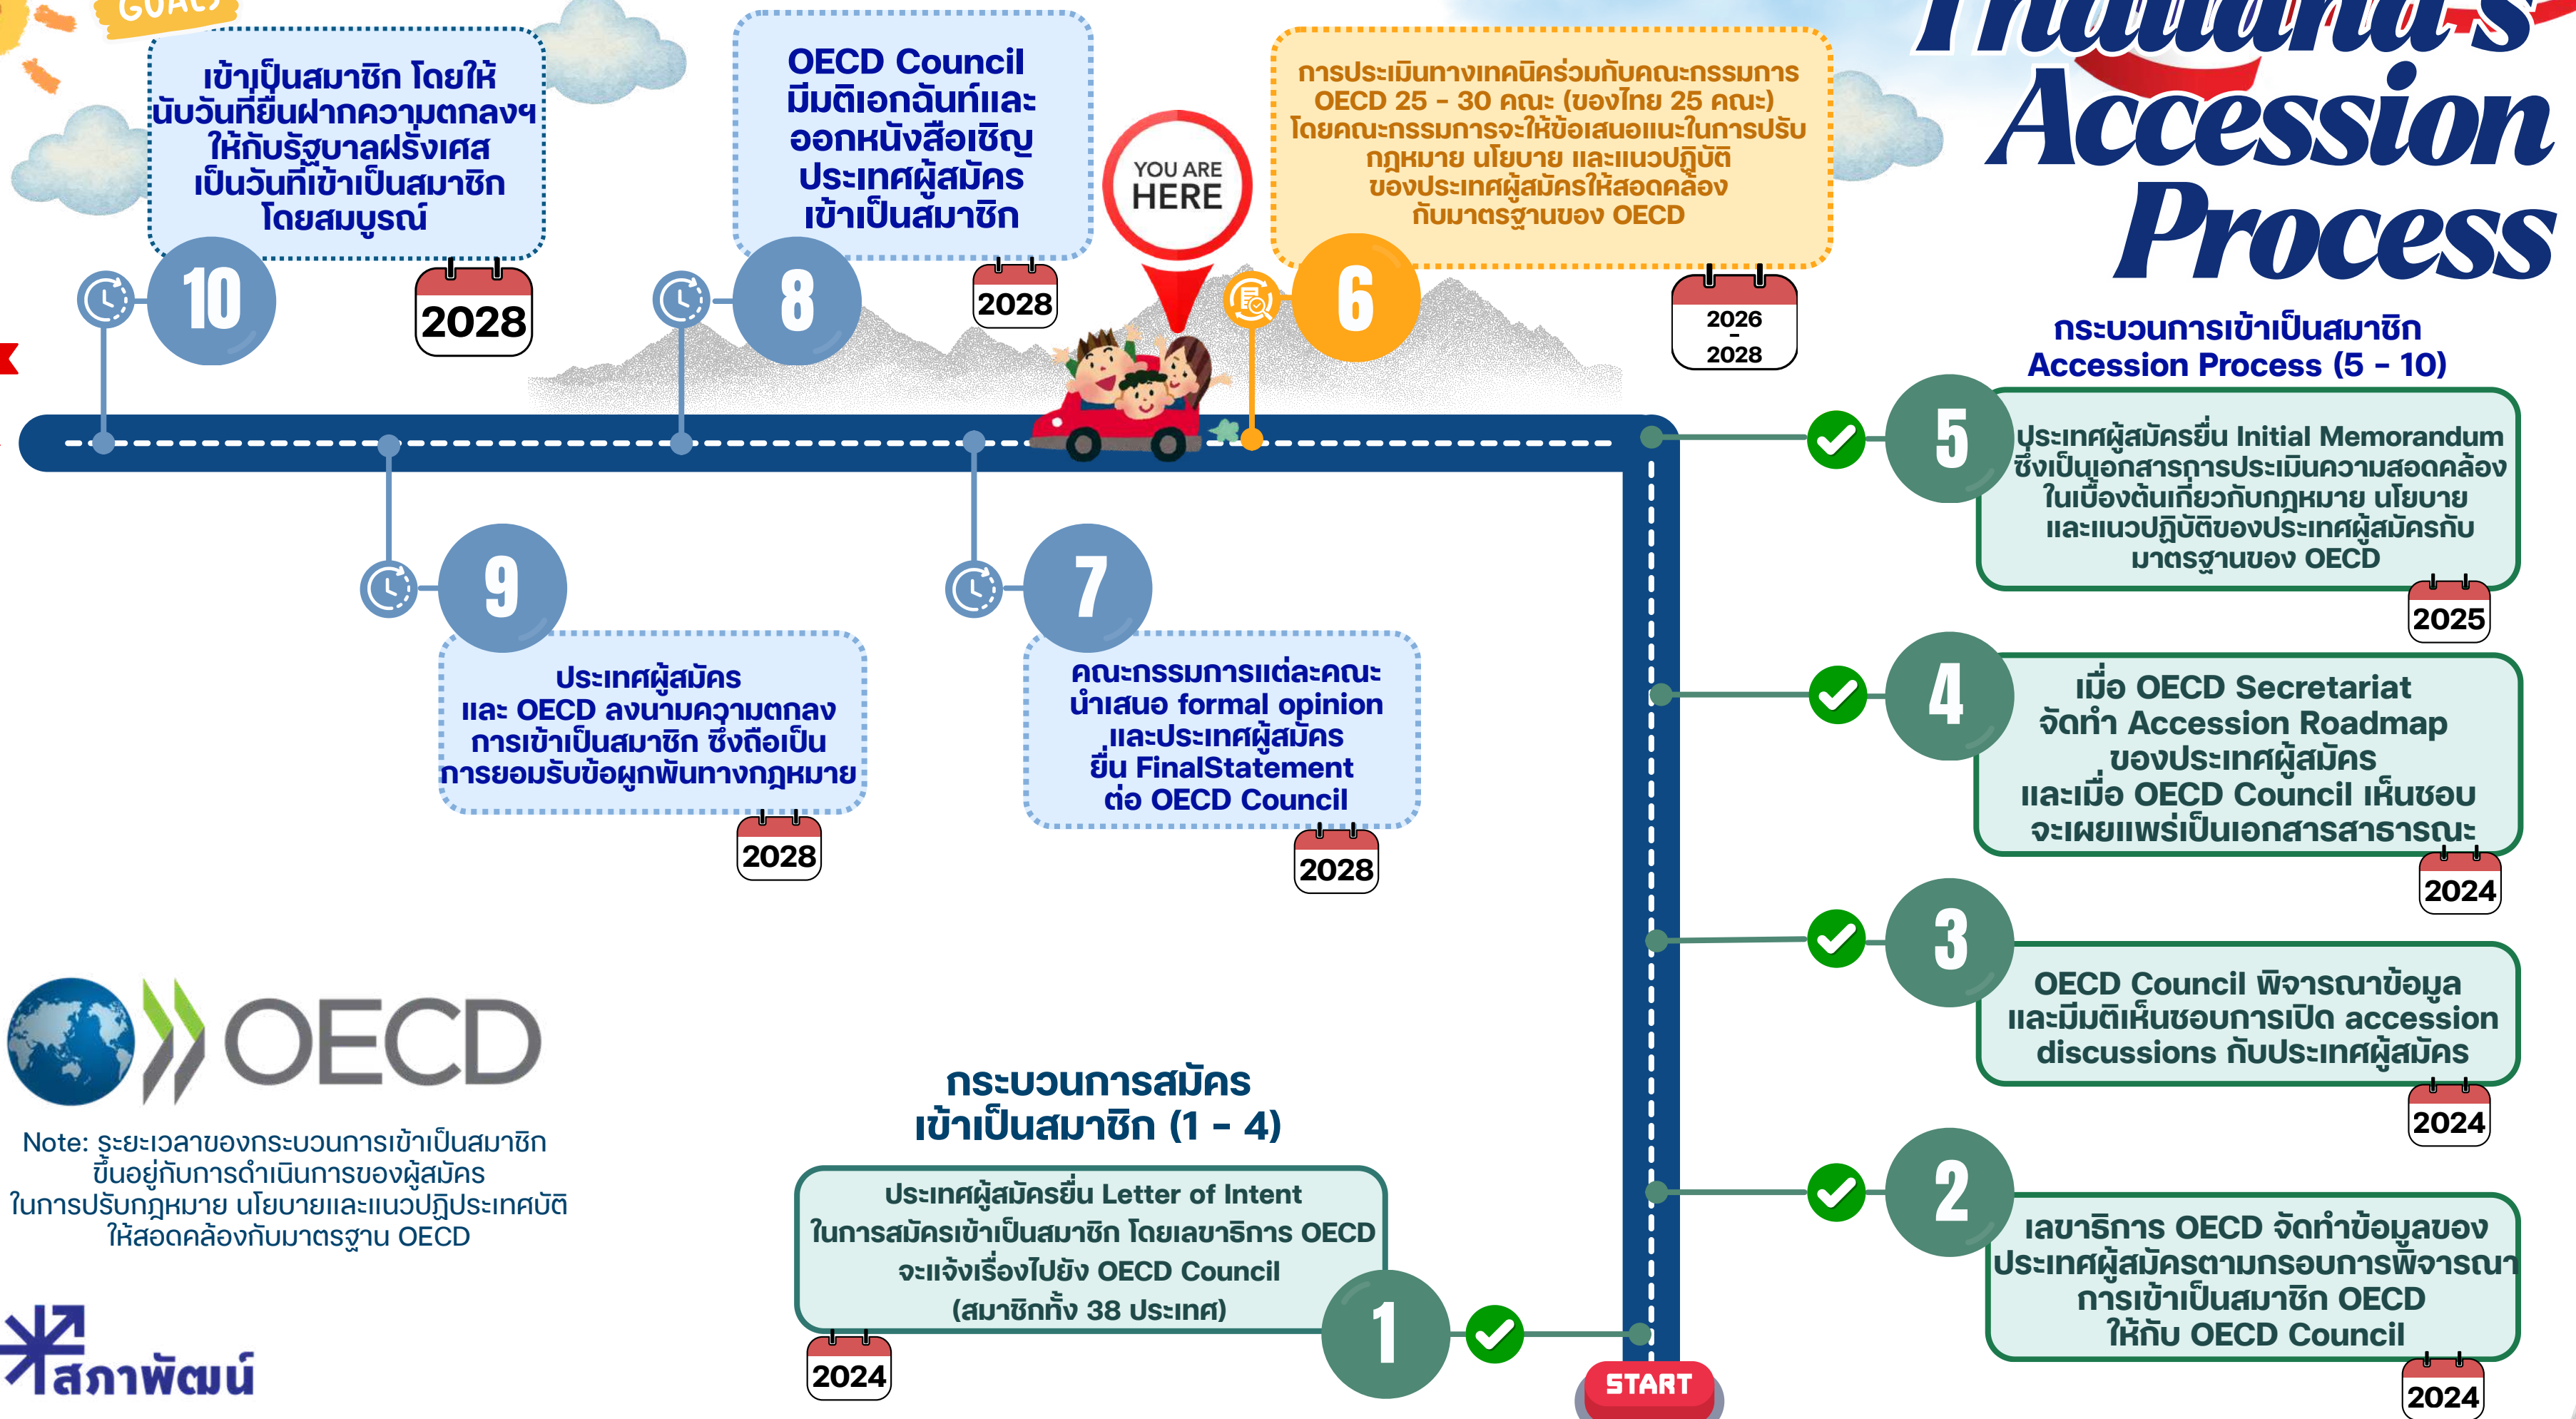 GOALS
Thailand's
Accession
Process
กระบวนการเข้าเป็นสมาชิก
Accession Process (5 - 10)
เข้าเป็นสมาชิก โดยให้
นับวันที่ยื่นฝากความตกลงฯ
ให้กับรัฐบาลฝรั่งเศส
เป็นวันที่เข้าเป็นสมาชิก
โดยสมบูรณ์
10
2028
OECD Council
มีมติเอกฉันท์และ
ออกหนังสือเชิญ
ประเทศผู้สมัคร
เข้าเป็นสมาชิก
8
2028
YOU ARE
HERE
การประเมินทางเทคนิคร่วมกับคณะกรรมการ
OECD 25 - 30 คณะ (ของไทย 25 คณะ)
โดยคณะกรรมการจะให้ข้อเสนอแนะในการปรับ
กฎหมาย นโยบาย และแนวปฏิบัติ
ของประเทศผู้สมัครให้สอดคล้อง
กับมาตรฐานของ OECD
6
2026
-
2028
5
ประเทศผู้สมัครยื่น Initial Memorandum
ซึ่งเป็นเอกสารการประเมินความสอดคล้อง
ในเบื้องต้นเกี่ยวกับกฎหมาย นโยบาย
และแนวปฏิบัติของประเทศผู้สมัครกับ
มาตรฐานของ OECD
2025
9
ประเทศผู้สมัคร
และ OECD ลงนามความตกลง
การเข้าเป็นสมาชิก ซึ่งถือเป็น
การยอมรับข้อผูกพันทางกฎหมาย
2028
7
คณะกรรมการแต่ละคณะ
นำเสนอ formal opinion
และประเทศผู้สมัคร
ยื่น FinalStatement
ต่อ OECD Council
2028
4
เมื่อ OECD Secretariat
จัดทำ Accession Roadmap
ของประเทศผู้สมัคร
และเมื่อ OECD Council เห็นชอบ
จะเผยแพร่เป็นเอกสารสาธารณะ
2024
3
OECD Council พิจารณาข้อมูล
และมีมติเห็นชอบการเปิด accession
discussions กับประเทศผู้สมัคร
2024
2
เลขาธิการ OECD จัดทำข้อมูลของ
ประเทศผู้สมัครตามกรอบการพิจารณา
การเข้าเป็นสมาชิก OECD
ให้กับ OECD Council
2024
กระบวนการสมัคร
เข้าเป็นสมาชิก (1 - 4)
ประเทศผู้สมัครยื่น Letter of Intent
ในการสมัครเข้าเป็นสมาชิก โดยเลขาธิการ OECD
จะแจ้งเรื่องไปยัง OECD Council
(สมาชิกทั้ง 38 ประเทศ)
1
2024
START
OECD
Note: ระยะเวลาของกระบวนการเข้าเป็นสมาชิก
ขึ้นอยู่กับการดำเนินการของผู้สมัคร
ในการปรับกฎหมาย นโยบายและแนวปฏิประเทศบัติ
ให้สอดคล้องกับมาตรฐาน OECD
สภาพัฒน์